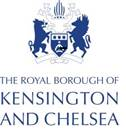 THE ROYAL BOROUGH OF
KENSINGTON
AND CHELSEA